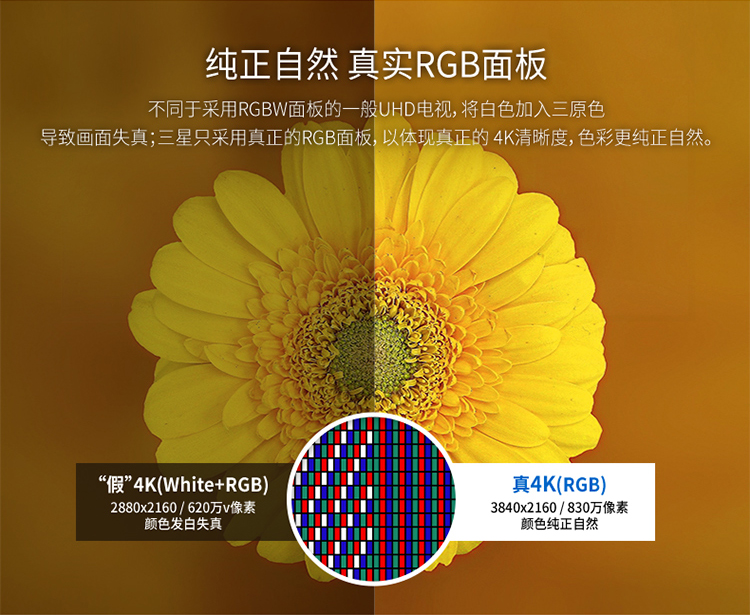 纯正自然 真实RGB面板
不同于采用RGBW面板的一般UHD电视，将白色加入三原色
导致画面失真；三星只采用真正的RGB面板，以体现真正的 4K清晰度，色彩更纯正自然。
“假”4K(White+RGB)
2880x2160 / 620万v像素
颜色发白失真
真4K(RGB)
3840x2160 / 830万像素
颜色纯正自然